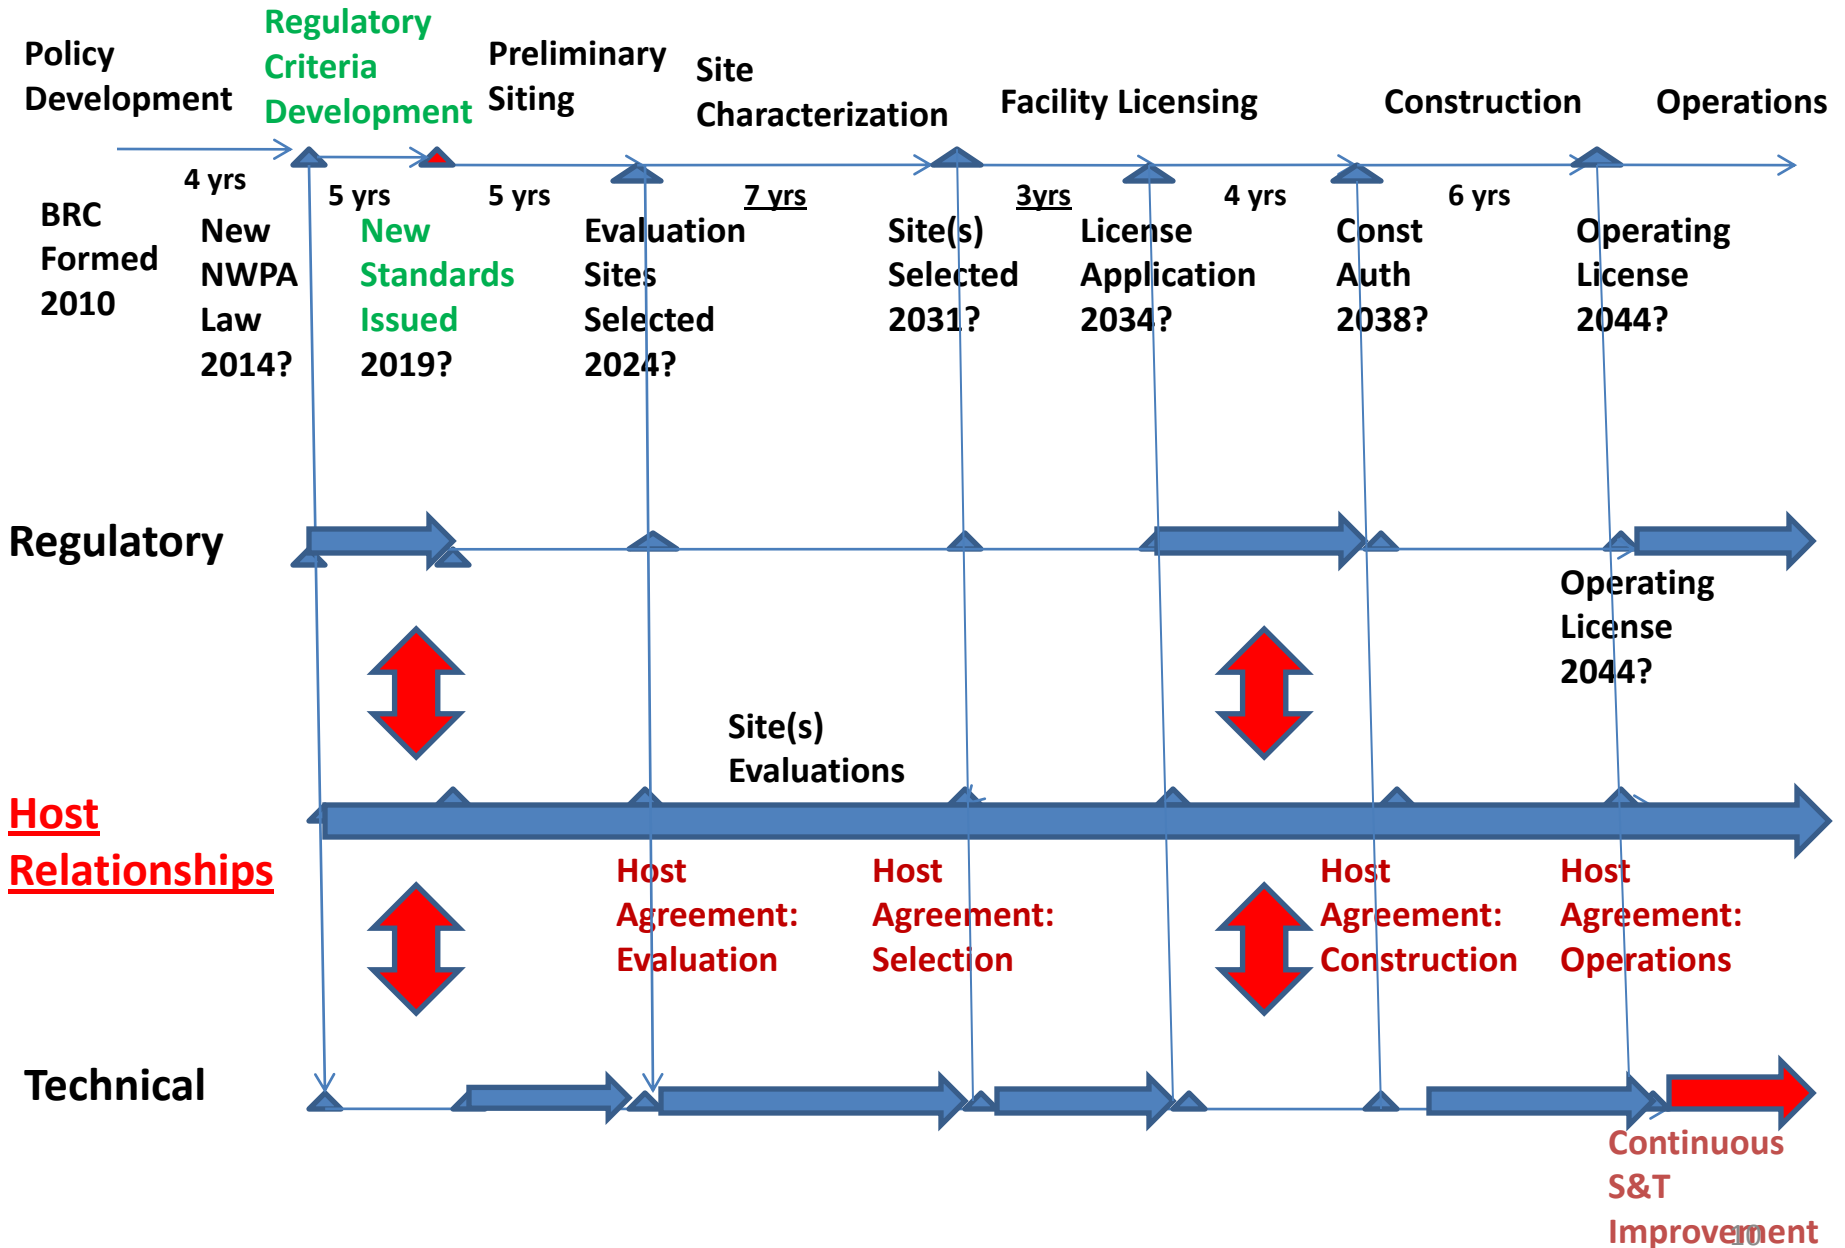 Policy
Development
Regulatory
Criteria
Development
Preliminary
Siting
Site
Characterization
Facility Licensing
Construction
Operations
4 yrs
5 yrs
5 yrs
7 yrs
3yrs
4 yrs
6 yrs
BRC
Formed
2010
New
NWPA
Law
2014?
New
Standards
Issued
2019?
Evaluation
Sites
Selected
2024?
Site(s)
Selected
2031?
License
Application
2034?
Const
Auth
2038?
Operating
License
2044?
Regulatory
Operating
License
2044?
Site(s)
Evaluations
Host
Relationships
Host
Agreement:
Evaluation
Host
Agreement:
Selection
Host
Agreement:
Construction
Host
Agreement:
Operations
Technical
Continuous
S&T
Improvement
10